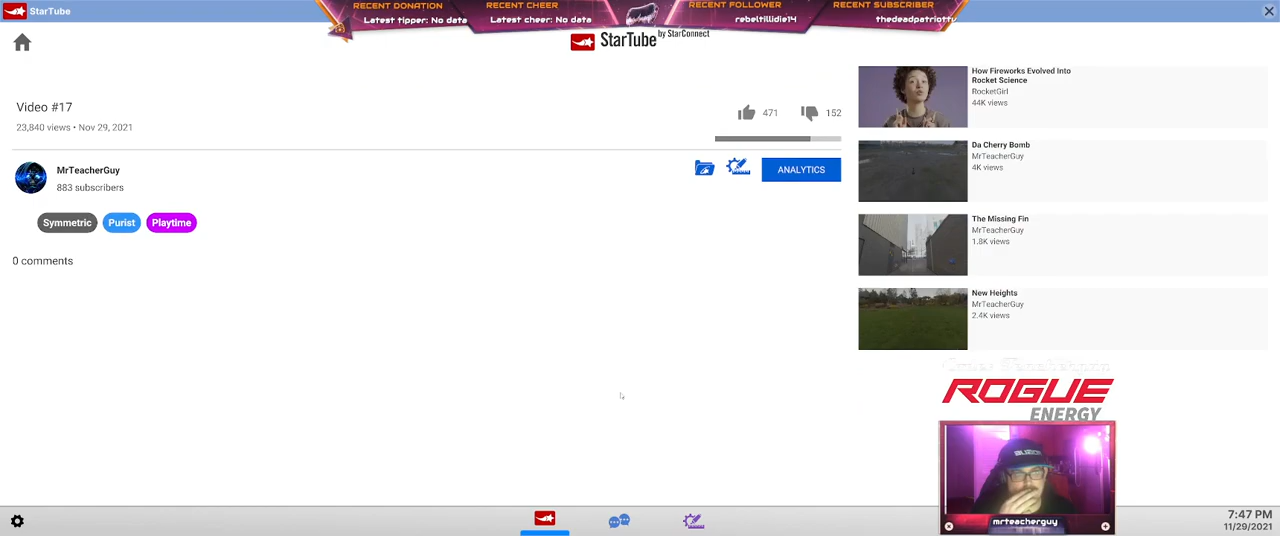 StarTube
RECENT DONATION
Latest tipper: No data
RECENT CHEER
Latest cheer: No data
RECENT FOLLOWER
rebeltillidie14
RECENT SUBSCRIBER
thedeadpatriottv
StarTube by StarConnect
Video #17
23,840 views • Nov 29, 2021
471
152
MrTeacherGuy
883 subscribers
ANALYTICS
Symmetric
Purist
Playtime
0 comments
How Fireworks Evolved Into
Rocket Science
RocketGirl
44K views
Da Cherry Bomb
MrTeacherGuy
4K views
The Missing Fin
MrTeacherGuy
1.8K views
New Heights
MrTeacherGuy
2.4K views
ROGUE
ENERGY
mrteacherguy
7:47 PM
11/29/2021